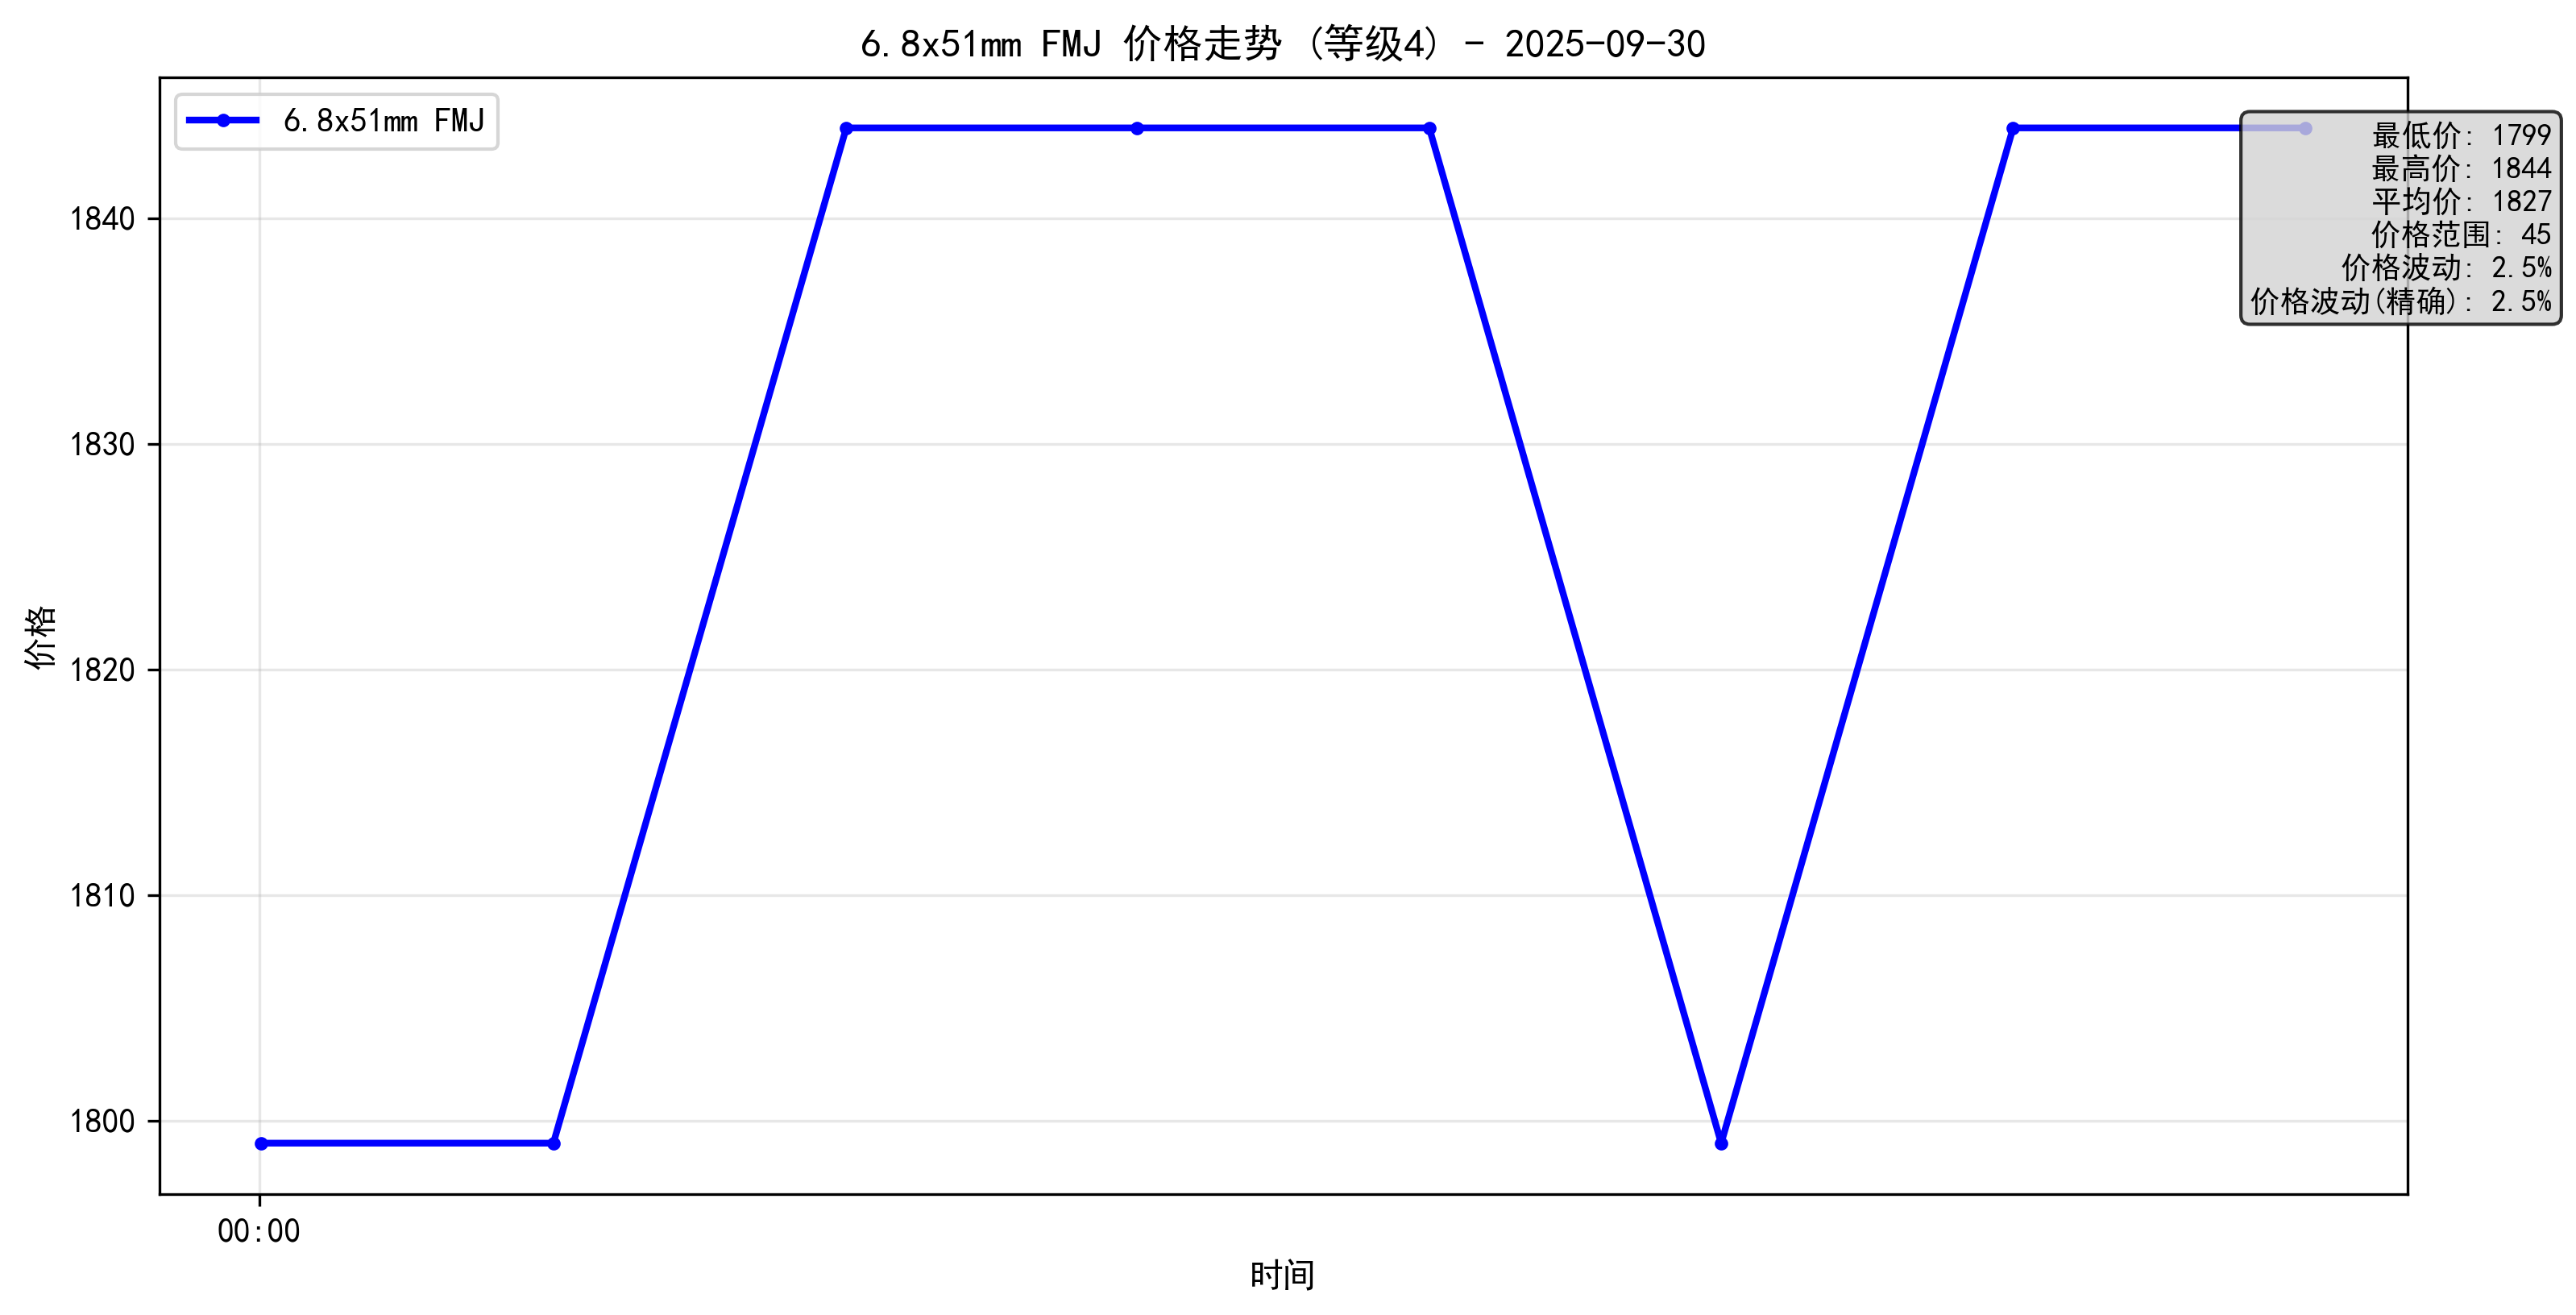 6.8x51mm FMJ 价格走势 (等级4) - 2025-09-30
6.8x51mm FMJ
最低价: 1799
最高价: 1844
平均价: 1827
价格范围: 45
价格波动: 2.5%
价格波动(精确): 2.5%
1840
1830
1820
1810
1800
价格
00:00
时间